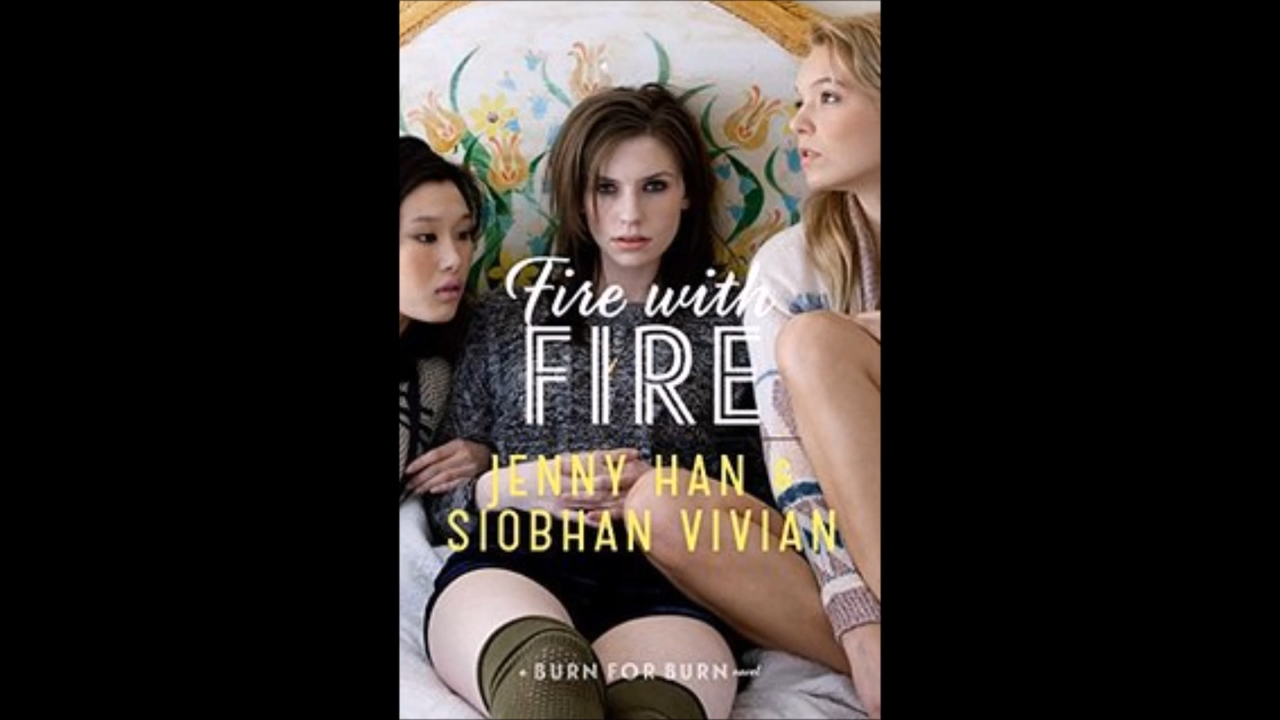 Fire with
FIRE
JENNY HAN &
SIOBHAN VIVIAN
a BURN FOR BURN novel